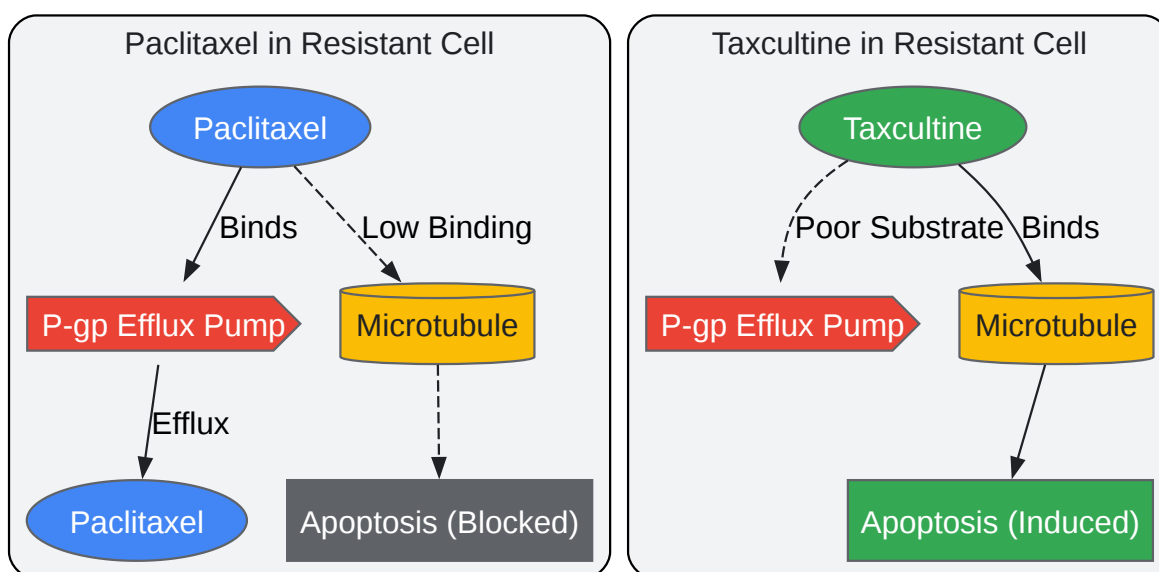 Paclitaxel in Resistant Cell
Paclitaxel
Binds
Low Binding
P-gp Efflux Pump
Microtubule
Efflux
Paclitaxel
Apoptosis (Blocked)
Taxcultine in Resistant Cell
Taxcultine
Poor Substrate
Binds
P-gp Efflux Pump
Microtubule
Apoptosis (Induced)